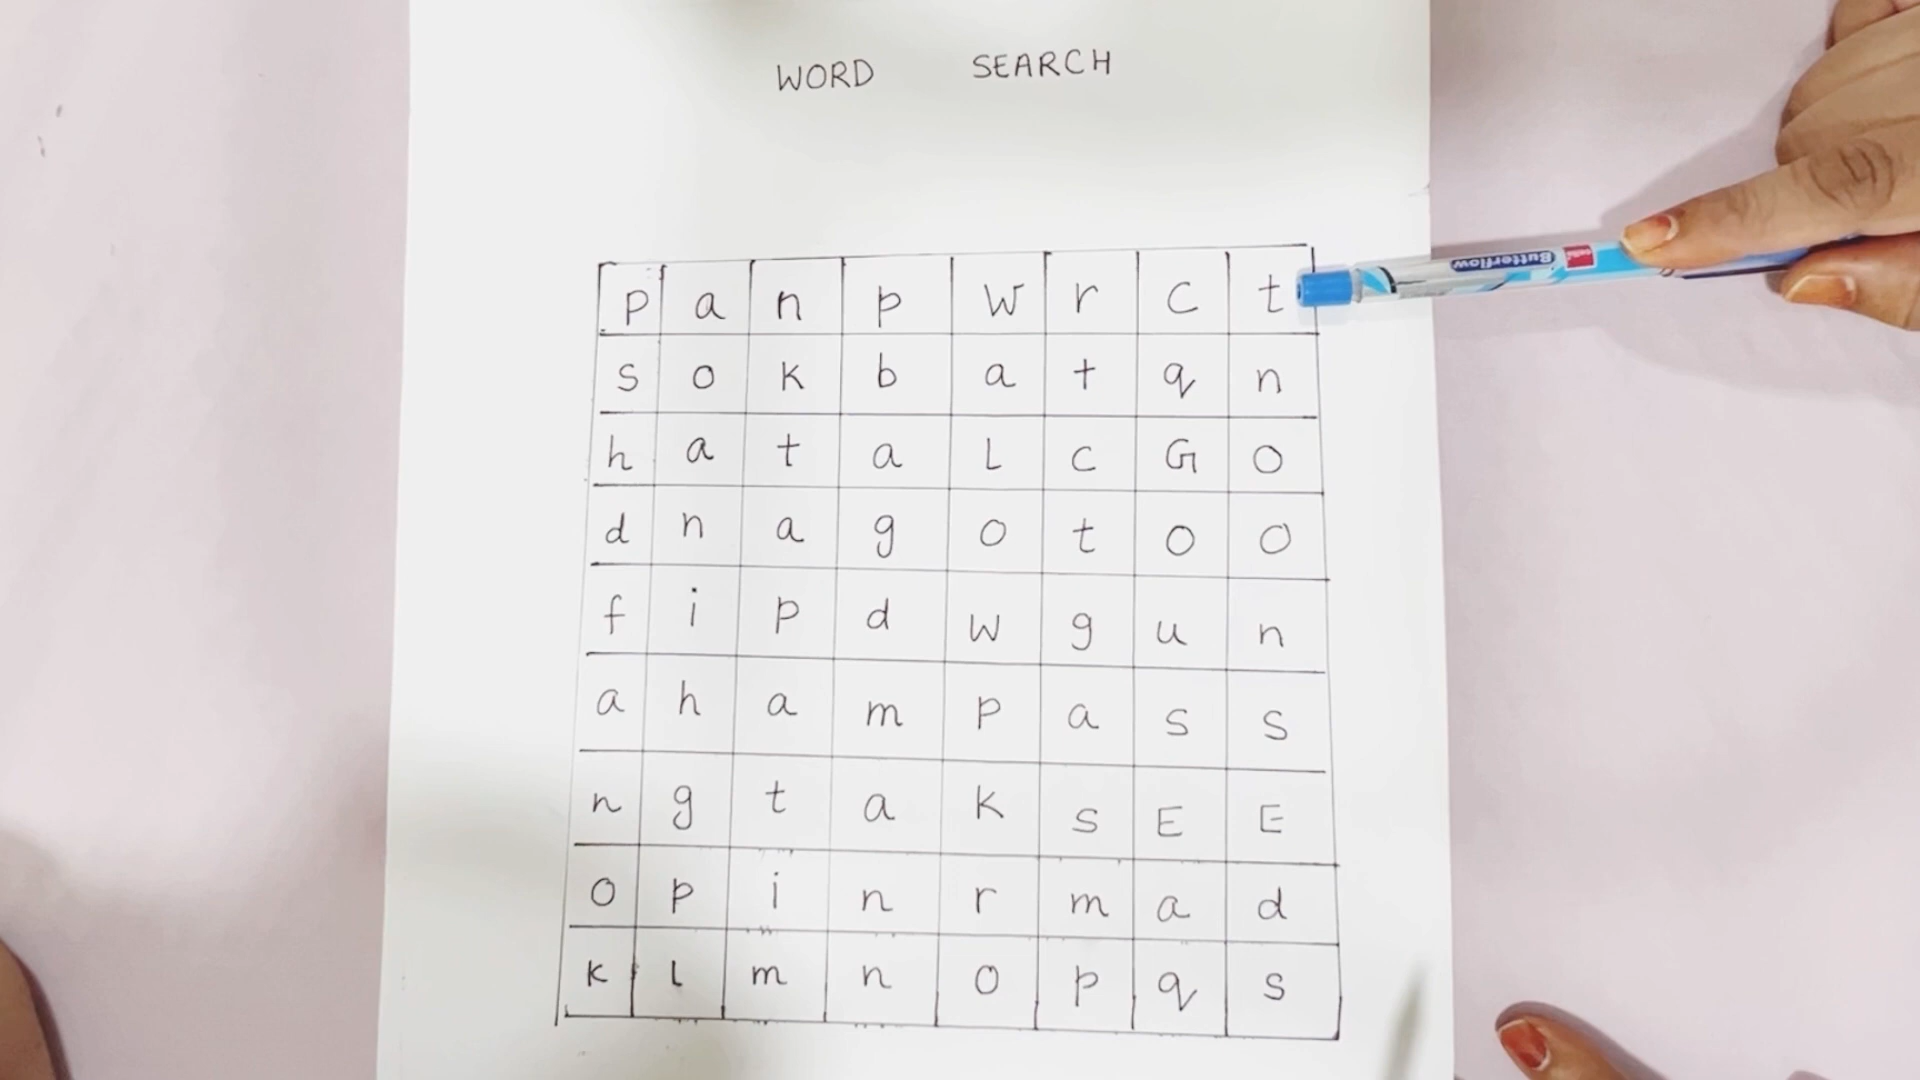 WORD SEARCH
p a n p w r c t
s o k b a t q n
h a t a L c G o
d n a g o t o o
f i p d w g u n
a h a m p a s s
n g t a k s E E
o p i n r m a d
k l m n o p q s
Butterflow